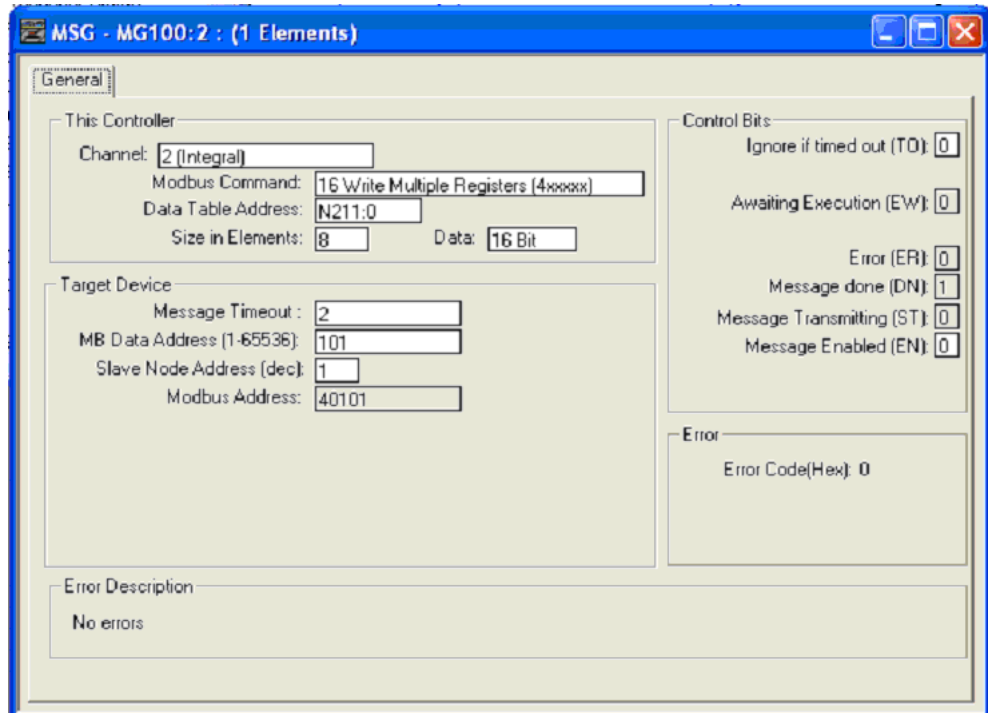 MSG - MG100:2 : (1 Elements)
General
This Controller
Channel: 2 (Integral)
Modbus Command: 16 Write Multiple Registers (4xxxxx)
Data Table Address: N211:0
Size in Elements: 8 Data: 16 Bit
Target Device
Message Timeout : 2
MB Data Address (1-65536): 101
Slave Node Address (dec): 1
Modbus Address: 40101
Control Bits
Ignore if timed out (TO): 0
Awaiting Execution (EW): 0
Error (ER): 0
Message done (DN): 1
Message Transmitting (ST): 0
Message Enabled (EN): 0
Error
Error Code(Hex): 0
Error Description
No errors